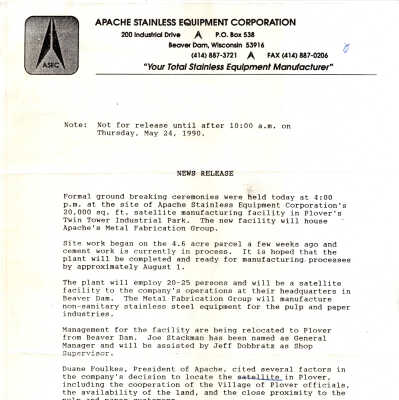 APACHE STAINLESS EQUIPMENT CORPORATION
200 Industrial Drive P.O. Box 538
Beaver Dam, Wisconsin 53916
(414) 887-3721 FAX (414) 887-0206
"Your Total Stainless Equipment Manufacturer"
ASEC
Note: Not for release until after 10:00 a.m. on
Thursday, May 24, 1990.
NEWS RELEASE
Formal ground breaking ceremonies were held today at 4:00
p.m. at the site of Apache Stainless Equipment Corporation's
20,000 sq. ft. satellite manufacturing facility in Plover's
Twin Tower Industrial Park. The now facility will house
Apache's Metal Fabrication Group.
Site work began on the 4.6 acre parcel a few weeks ago and
cement work is currently in process. It is hoped that the
plant will be completed and ready for manufacturing processes
by approximately August 1.
The plant will employ 20-25 persons and will be a satellite
facility to the company's operations at their headquarters in
Beaver Dam. The Metal Fabrication Group will manufacture
non-sanitary stainless steel equipment for the pulp and paper
industries.
Management for the facility are being relocated to Plover
from Beaver Dam. Joe Stackman has been named as General
Manager and will be assisted by Jeff Dobbratz as Shop
Supervisor.
Duane Foulkes, President of Apache, cited several factors in
the company's decision to locate the satellite in Plover,
including the cooperation of the Village of Plover officials,
the availability of the land, and the close proximity to the
pulp and paper customers.